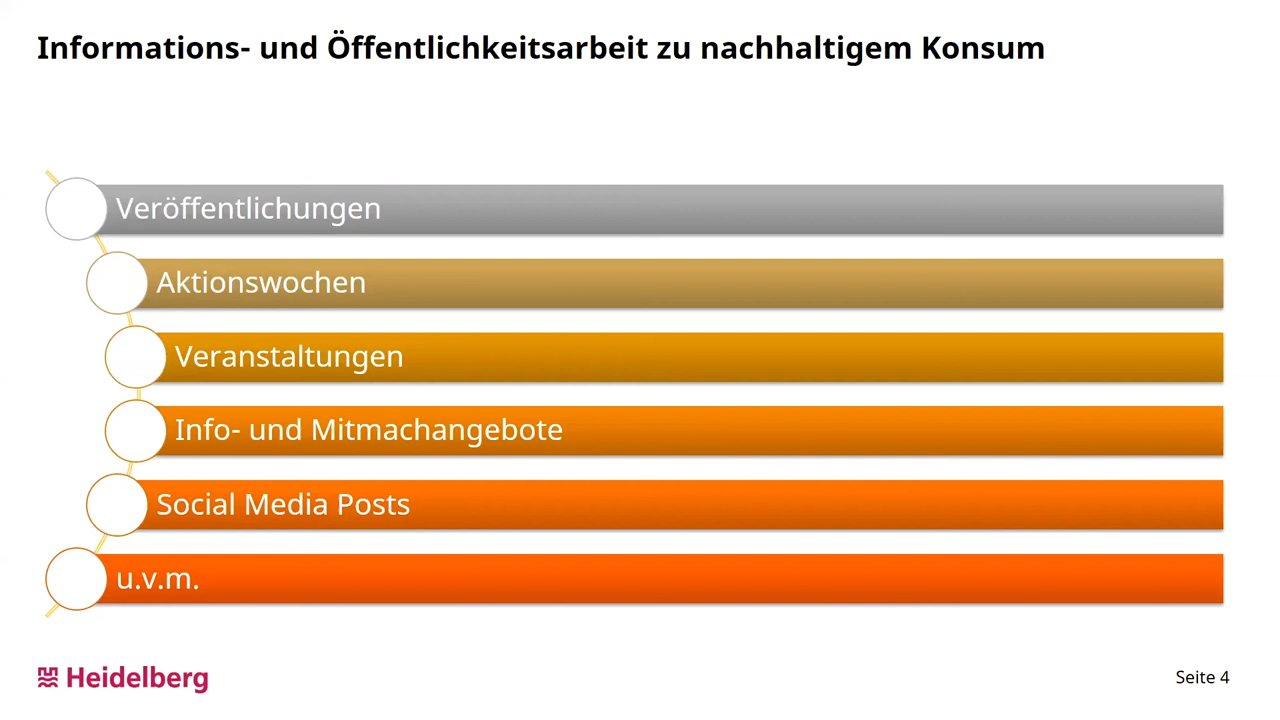 Informations- und Öffentlichkeitsarbeit zu nachhaltigem Konsum
Veröffentlichungen
Aktionswochen
Veranstaltungen
Info- und Mitmachangebote
Social Media Posts
u.v.m.
Heidelberg
Seite 4